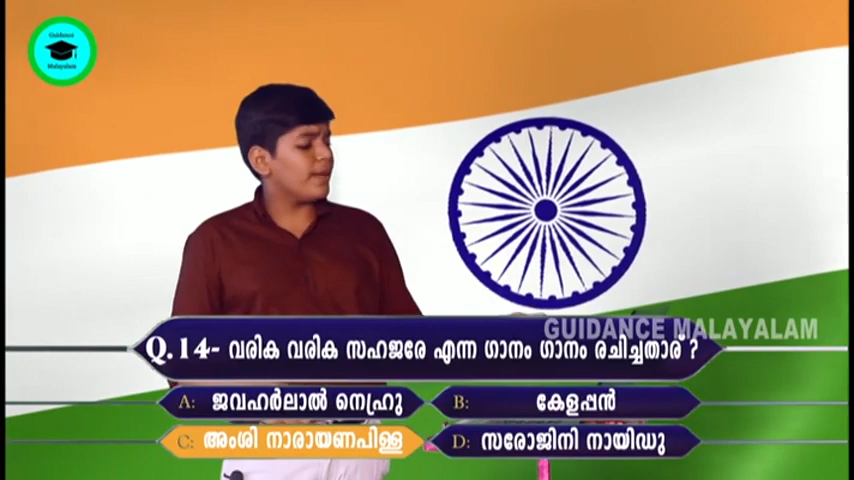 Guidance
Malayalam
GUIDANCE MALAYALAM
Q. 14- വരിക വരിക സഹജരേ എന്ന ഗാനം ഗാനം രചിച്ചതാര് ?
A: ജവഹർലാൽ നെഹ്രു
B: കേളപ്പൻ
C: അംശി നാരായണപിള്ള
D: സരോജിനി നായിഡു